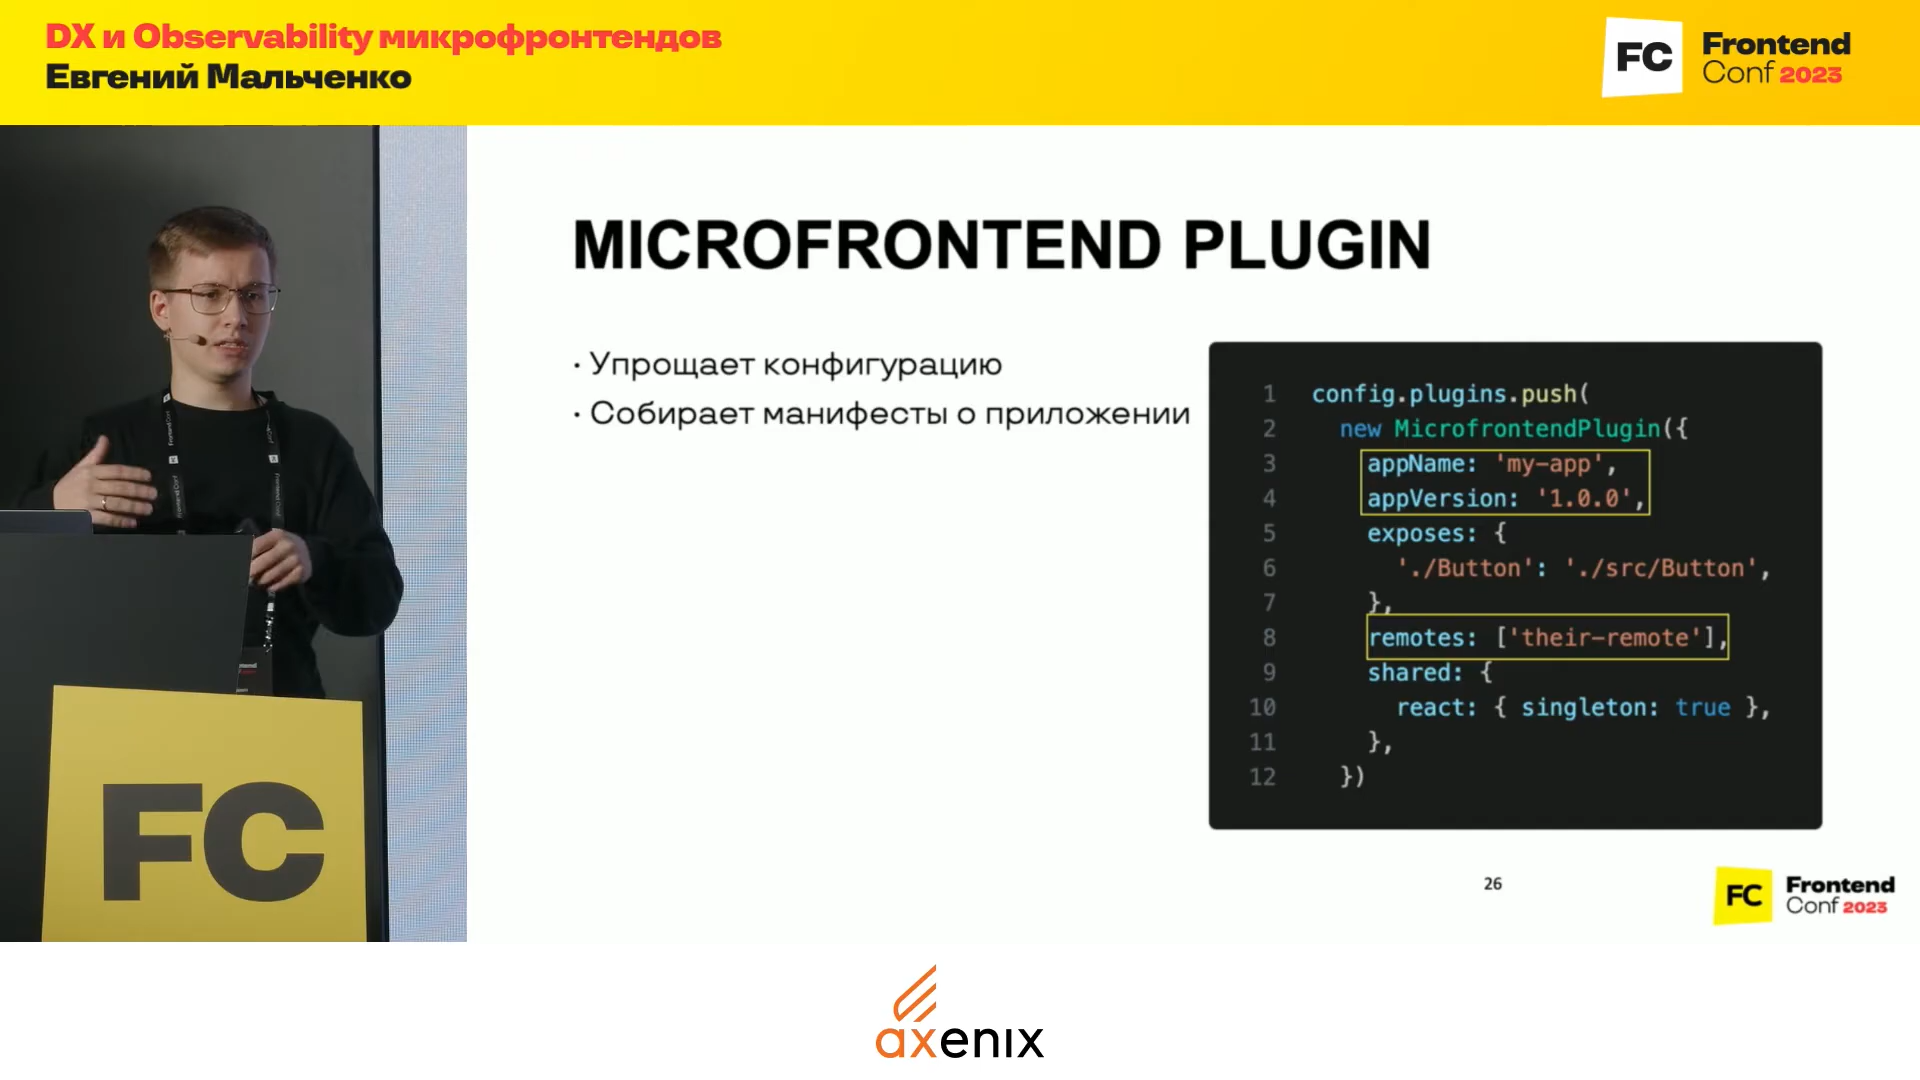 DX и Observability микрофронтендов
Евгений Мальченко
FC
Frontend
Conf 2023
MICROFRONTEND PLUGIN
· Упрощает конфигурацию
· Собирает манифесты о приложении
1 config.plugins.push(
2 new MicrofrontendPlugin({
3 appName: 'my-app',
4 appVersion: '1.0.0',
5 exposes: {
6 './Button': './src/Button',
7 },
8 remotes: ['their-remote'],
9 shared: {
10 react: { singleton: true },
11 },
12 })
26
FC
Frontend
Conf 2023
FC
axenix